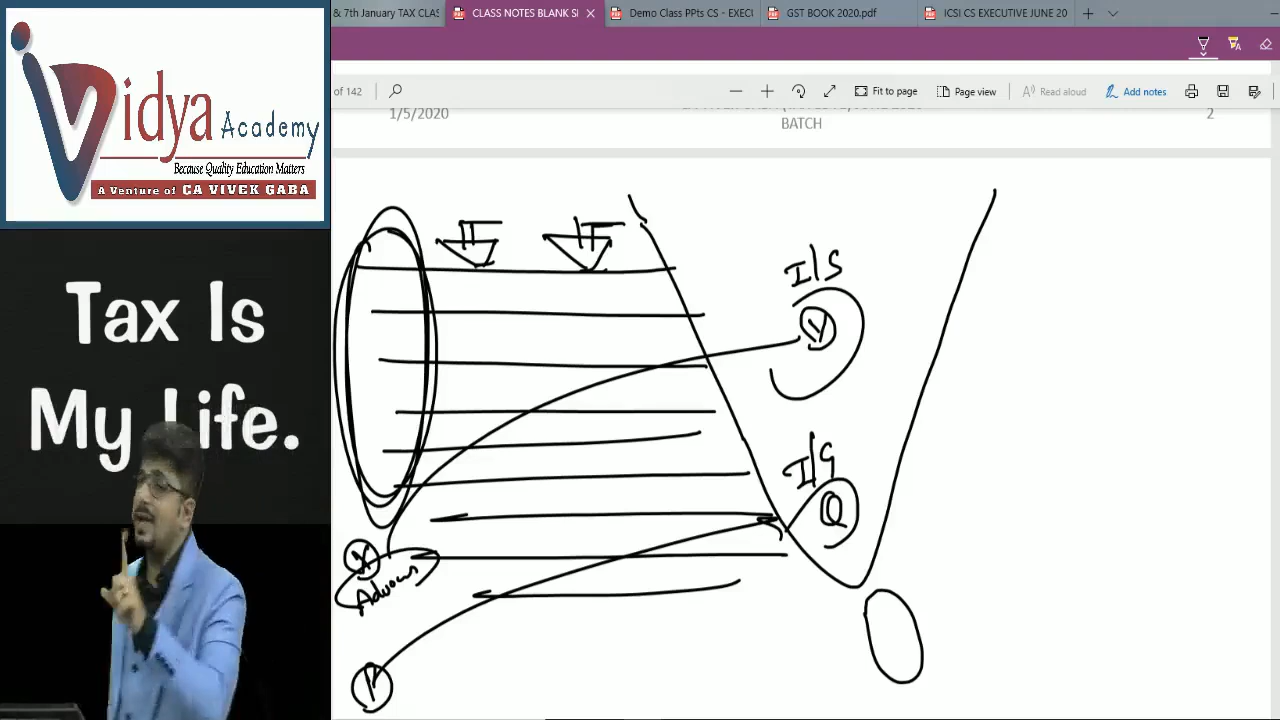 & 7th January TAX CLAS
CLASS NOTES BLANK SI
Demo Class PPts CS - EXECU
GST BOOK 2020.pdf
ICSI CS EXECUTIVE JUNE 20
of 142
Fit to page
Page view
Read aloud
Add notes
1/5/2020
BATCH
2
Vidya
Academy
Because Quality Education Matters
A Venture of CA VIVEK GABA
Tax Is
My Life.
I/S
Y
I/G
Q
X
P